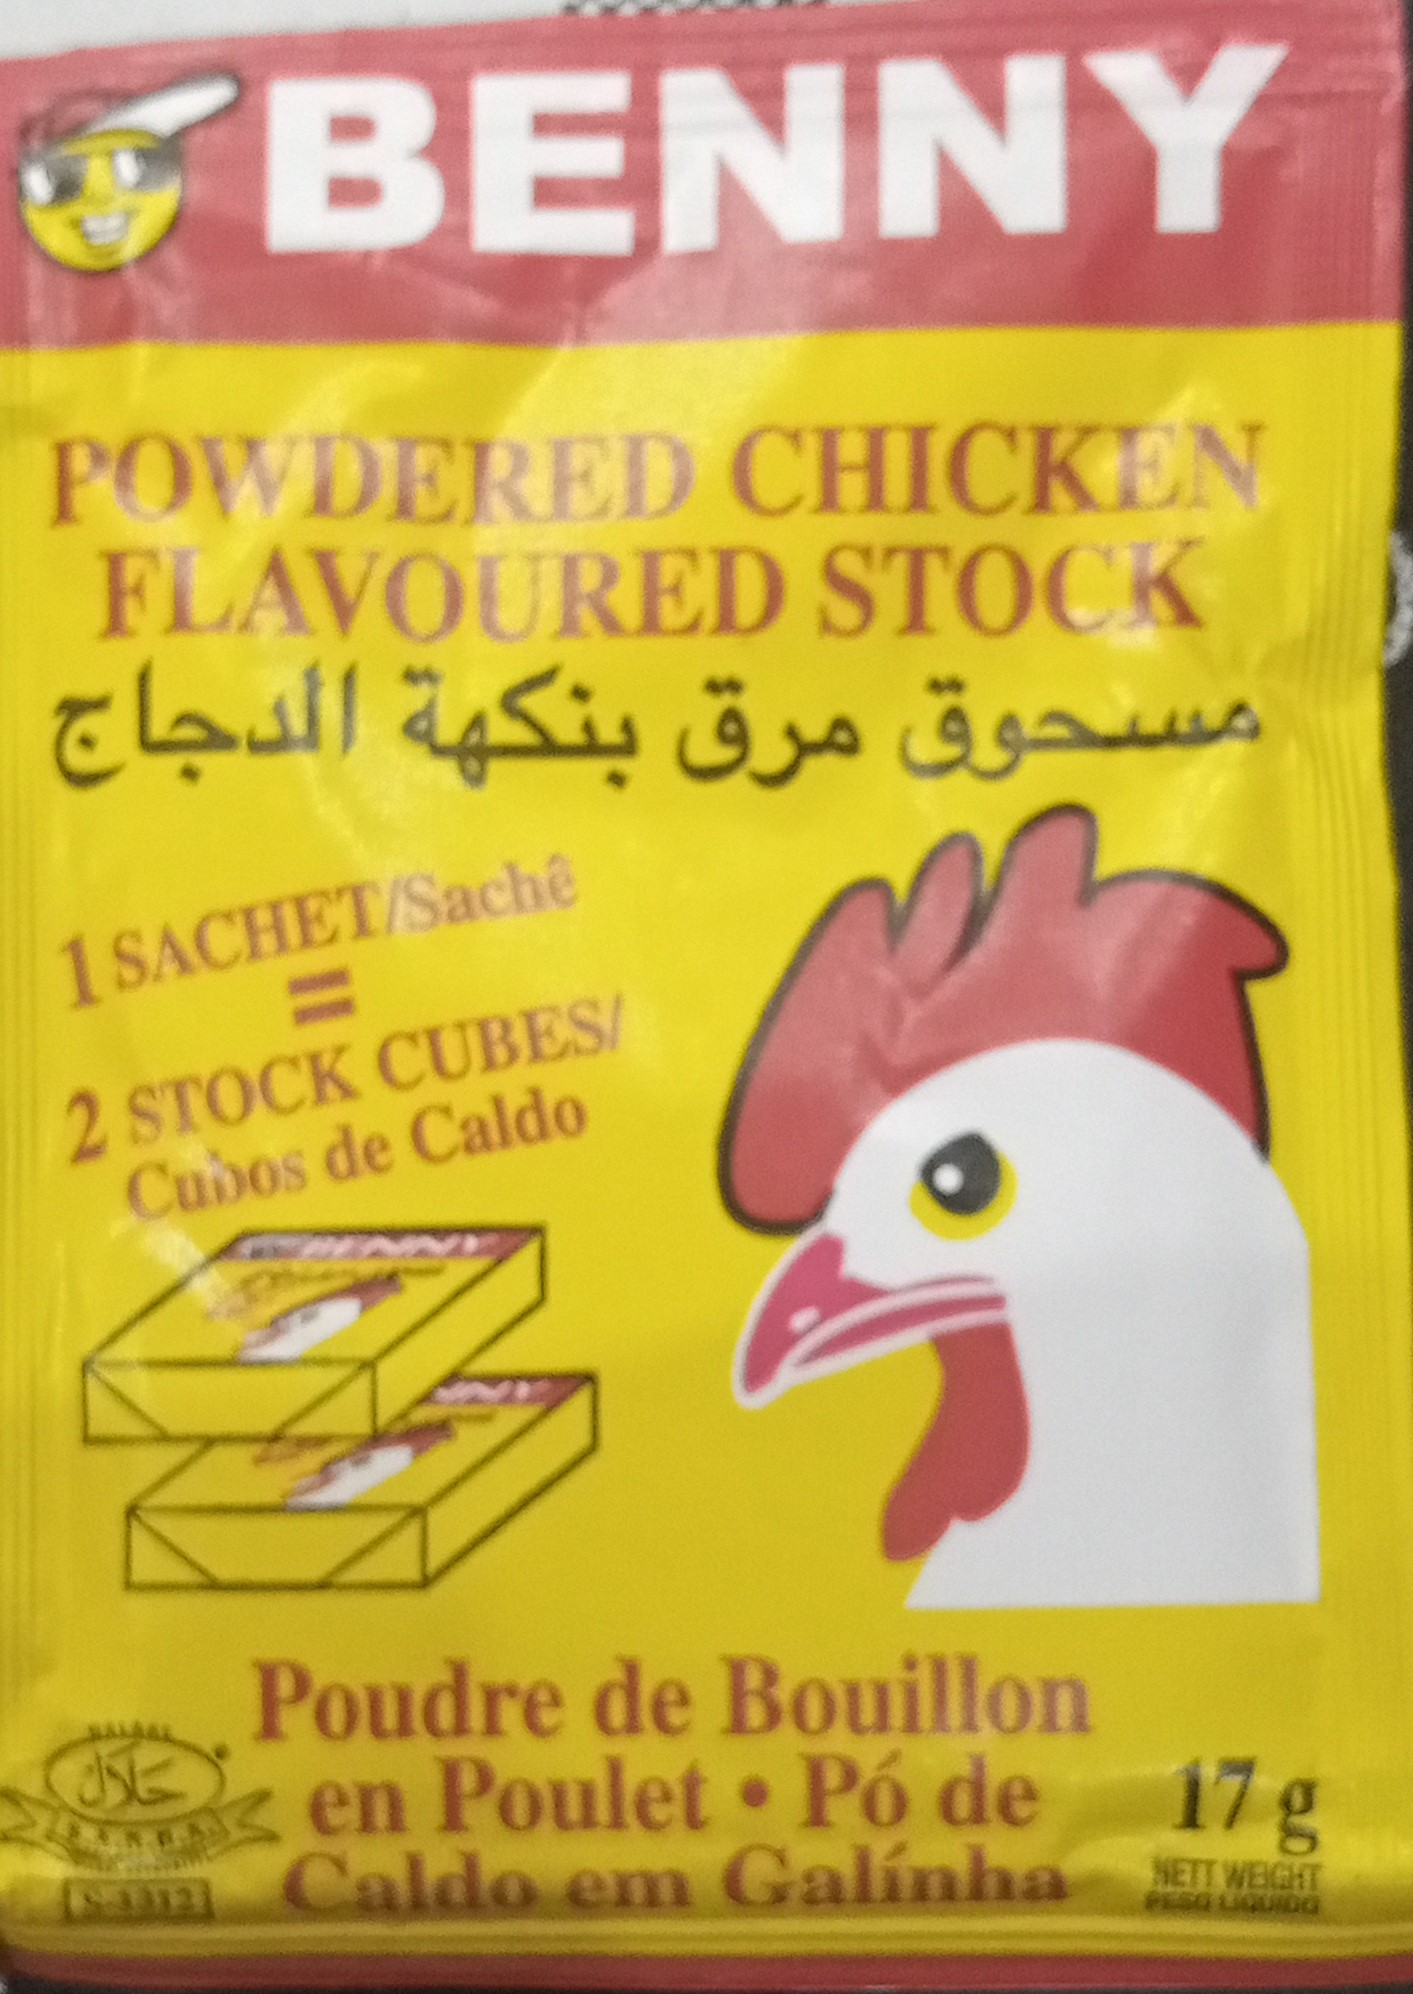 BENNY
POWDERED CHICKEN
FLAVOURED STOCK
مسحوق مرق بنكهة الدجاج
1 SACHET/Sachê
=
2 STOCK CUBES/
Cubos de Caldo
BENNY
Poudre de Bouillon
en Poulet • Pó de
Caldo em Galínha
حلال
17 g
NETT WEIGHT
PESO LIQUIDO